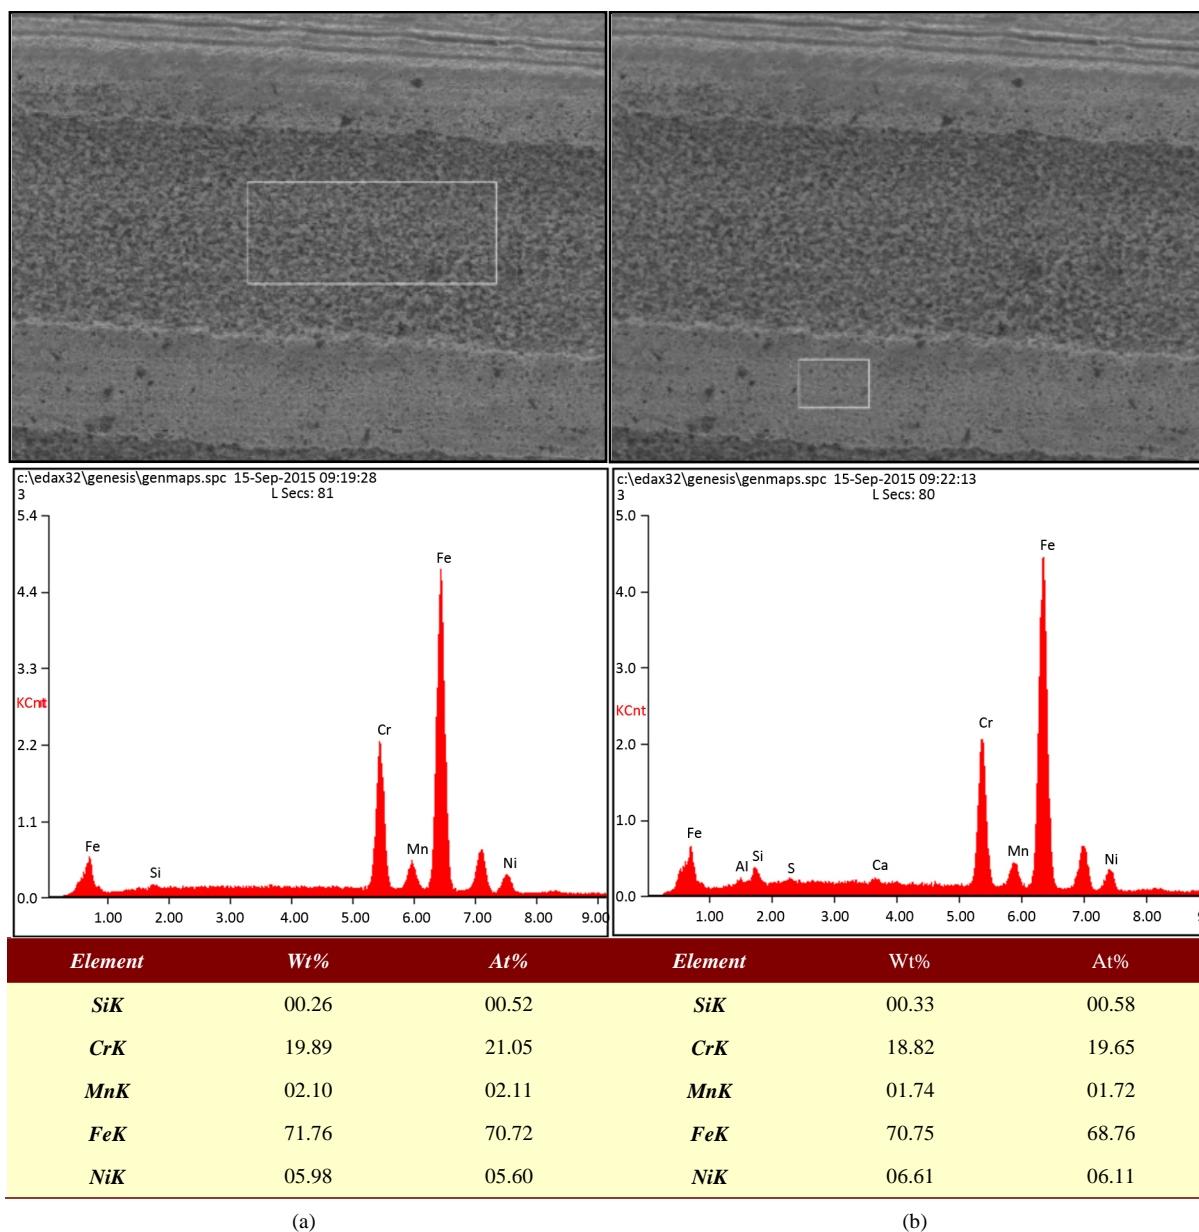 c:\edax32\genesis\genmaps.spc 15-Sep-2015 09:19:28
3
L Secs: 81
5.4
4.4
3.3
KCnt
2.2
1.1
0.0
Fe
Si
Cr
Mn
Fe
Ni
1.00 2.00 3.00 4.00 5.00 6.00 7.00 8.00 9.00
c:\edax32\genesis\genmaps.spc 15-Sep-2015 09:22:13
3
L Secs: 80
5.0
4.0
3.0
KCnt
2.0
1.0
0.0
Fe
Al
Si
S
Ca
Cr
Mn
Fe
Ni
1.00 2.00 3.00 4.00 5.00 6.00 7.00 8.00 9
Element Wt% At% Element Wt% At%
SiK 00.26 00.52 SiK 00.33 00.58
CrK 19.89 21.05 CrK 18.82 19.65
MnK 02.10 02.11 MnK 01.74 01.72
FeK 71.76 70.72 FeK 70.75 68.76
NiK 05.98 05.60 NiK 06.61 06.11
(a) (b)